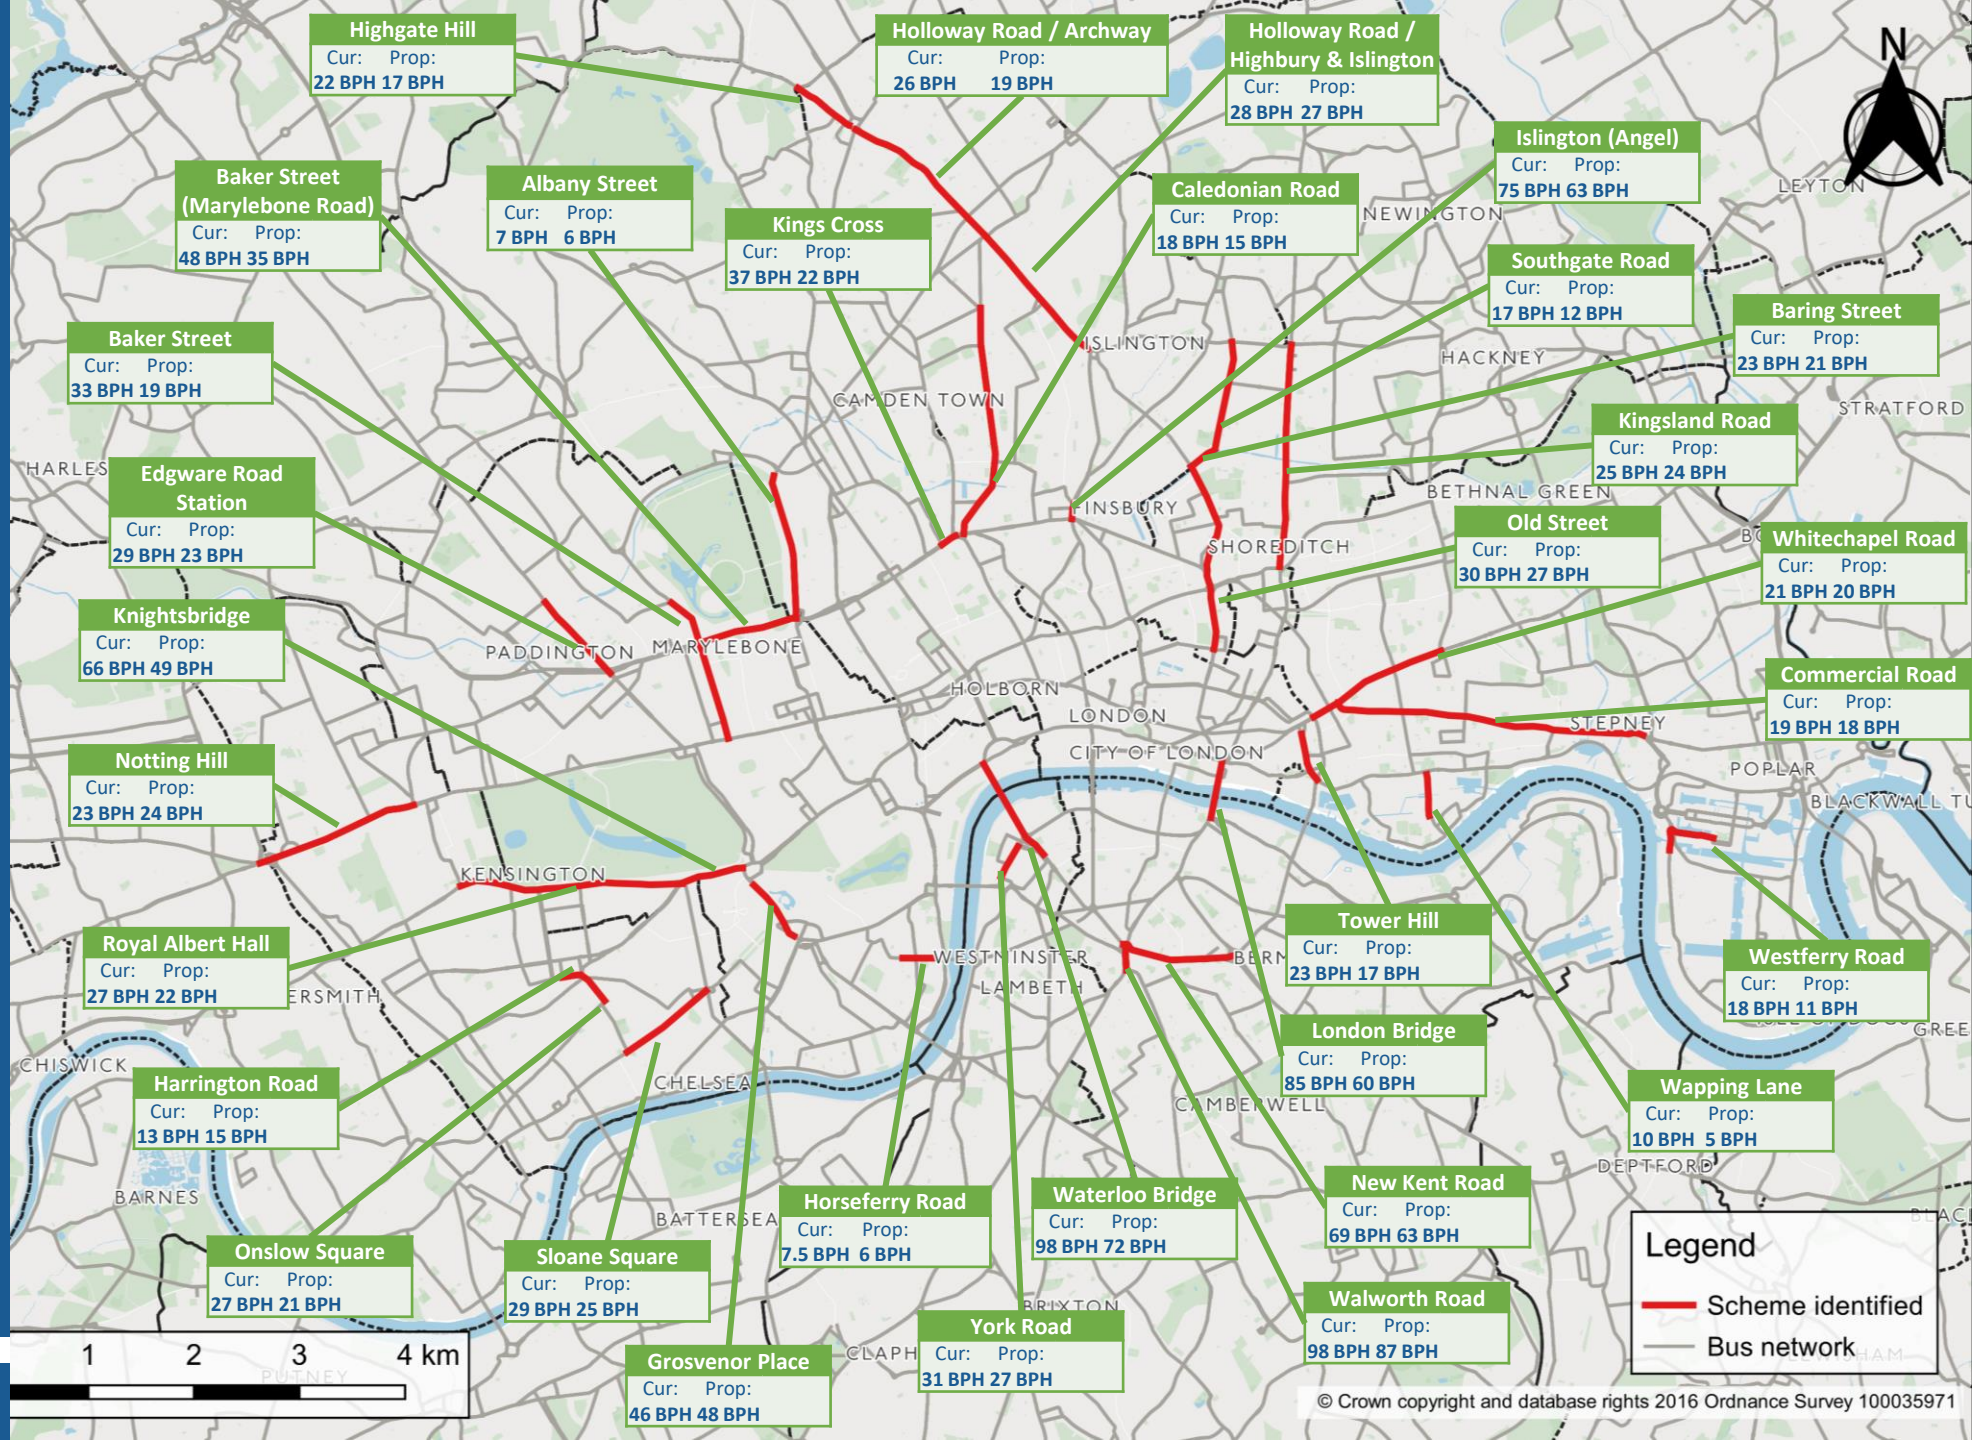 Highgate Hill
Cur: Prop:
22 BPH 17 BPH
Holloway Road / Archway
Cur: Prop:
26 BPH 19 BPH
Holloway Road /
Highbury & Islington
Cur: Prop:
28 BPH 27 BPH
N
Islington (Angel)
Cur: Prop:
75 BPH 63 BPH
Baker Street
(Marylebone Road)
Cur: Prop:
48 BPH 35 BPH
Albany Street
Cur: Prop:
7 BPH 6 BPH
Kings Cross
Cur: Prop:
37 BPH 22 BPH
Caledonian Road
Cur: Prop:
18 BPH 15 BPH
NEWINGTON
LEYTON
Southgate Road
Cur: Prop:
17 BPH 12 BPH
Baring Street
Cur: Prop:
23 BPH 21 BPH
Baker Street
Cur: Prop:
33 BPH 19 BPH
ISLINGTON
HACKNEY
CAMDEN TOWN
STRATFORD
Kingsland Road
Cur: Prop:
25 BPH 24 BPH
HARLES
Edgware Road
Station
Cur: Prop:
29 BPH 23 BPH
FINSBURY
BETHNAL GREEN
SHOREDITCH
Old Street
Cur: Prop:
30 BPH 27 BPH
BO
Whitechapel Road
Cur: Prop:
21 BPH 20 BPH
Knightsbridge
Cur: Prop:
66 BPH 49 BPH
PADDINGTON
MARYLEBONE
HOLBORN
LONDON
CITY OF LONDON
Commercial Road
Cur: Prop:
19 BPH 18 BPH
STEPNEY
Notting Hill
Cur: Prop:
23 BPH 24 BPH
POPLAR
BLACKWALL TU
KENSINGTON
Royal Albert Hall
Cur: Prop:
27 BPH 22 BPH
ERSMITH
WESTMINSTER
LAMBETH
BERM
Tower Hill
Cur: Prop:
23 BPH 17 BPH
Westferry Road
Cur: Prop:
18 BPH 11 BPH
GREE
London Bridge
Cur: Prop:
85 BPH 60 BPH
CHISWICK
Harrington Road
Cur: Prop:
13 BPH 15 BPH
CHELSEA
CAMBERWELL
Wapping Lane
Cur: Prop:
10 BPH 5 BPH
DEPTFORD
BARNES
BATTERSEA
Horseferry Road
Cur: Prop:
7.5 BPH 6 BPH
Waterloo Bridge
Cur: Prop:
98 BPH 72 BPH
New Kent Road
Cur: Prop:
69 BPH 63 BPH
BLAC
Onslow Square
Cur: Prop:
27 BPH 21 BPH
Sloane Square
Cur: Prop:
29 BPH 25 BPH
BRIXTON
York Road
Cur: Prop:
31 BPH 27 BPH
Walworth Road
Cur: Prop:
98 BPH 87 BPH
Grosvenor Place
Cur: Prop:
46 BPH 48 BPH
CLAPH
Legend
Scheme identified
Bus network
LEWISHAM
1 2 3 4 km
PUTNEY
© Crown copyright and database rights 2016 Ordnance Survey 100035971